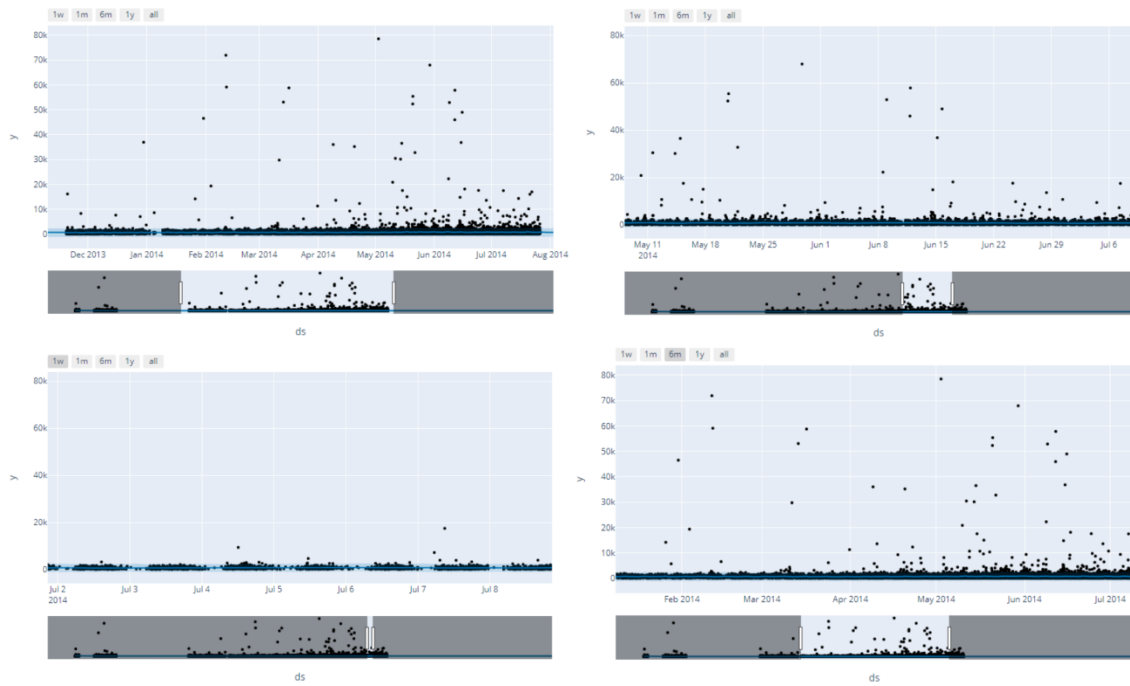 1w 1m 6m 1y all
80k
70k
60k
50k
40k
30k
20k
10k
0
y
Dec 2013 Jan 2014 Feb 2014 Mar 2014 Apr 2014 May 2014 Jun 2014 Jul 2014 Aug 2014
ds
1w 1m 6m 1y all
80k
60k
40k
20k
0
y
May 11 May 18 May 25 Jun 1 Jun 8 Jun 15 Jun 22 Jun 29 Jul 6
2014
ds
1w 1m 6m 1y all
80k
60k
40k
20k
0
y
Jul 2 Jul 3 Jul 4 Jul 5 Jul 6 Jul 7 Jul 8
2014
ds
1w 1m 6m 1y all
80k
70k
60k
50k
40k
30k
20k
10k
0
y
Feb 2014 Mar 2014 Apr 2014 May 2014 Jun 2014 Jul 2014
ds